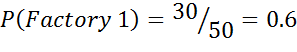 P(Factory 1) = 30/50 = 0.6